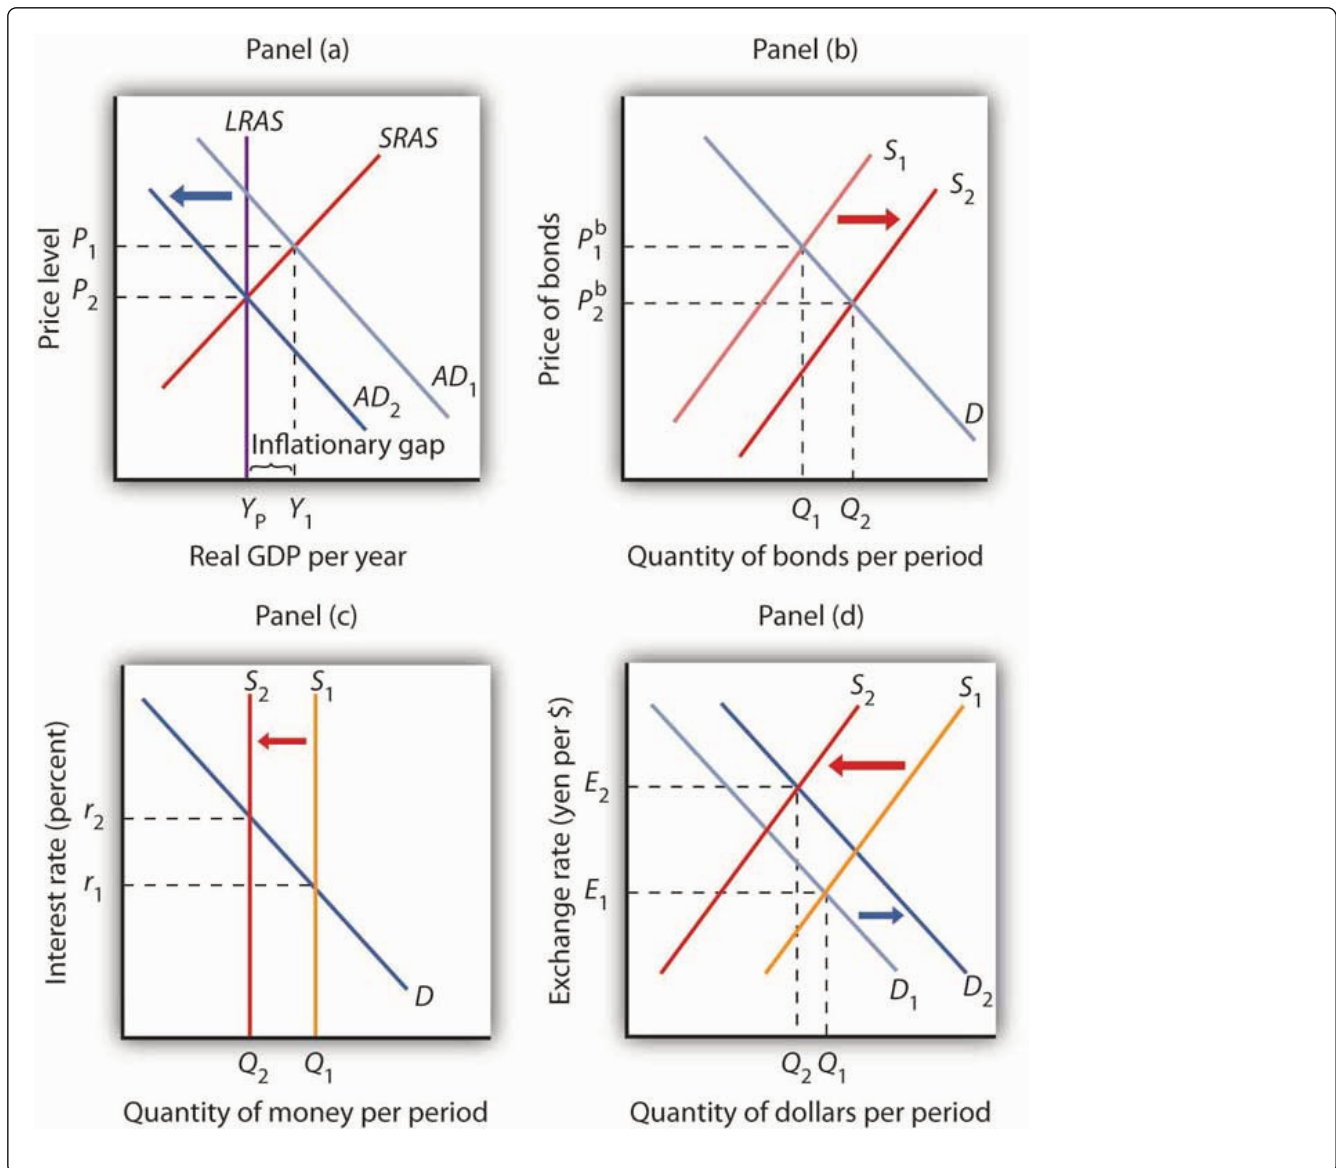 Panel (a)
Panel (b)
LRAS
SRAS
S1
S2
P1
P2
Price level
P1b
P2b
Price of bonds
AD1
AD2
D
Inflationary gap
YP Y1
Q1 Q2
Real GDP per year
Quantity of bonds per period
Panel (c)
Panel (d)
S2 S1
S2
S1
Interest rate (percent)
r2
r1
Exchange rate (yen per $)
E2
E1
D
D1
D2
Q2 Q1
Q2 Q1
Quantity of money per period
Quantity of dollars per period